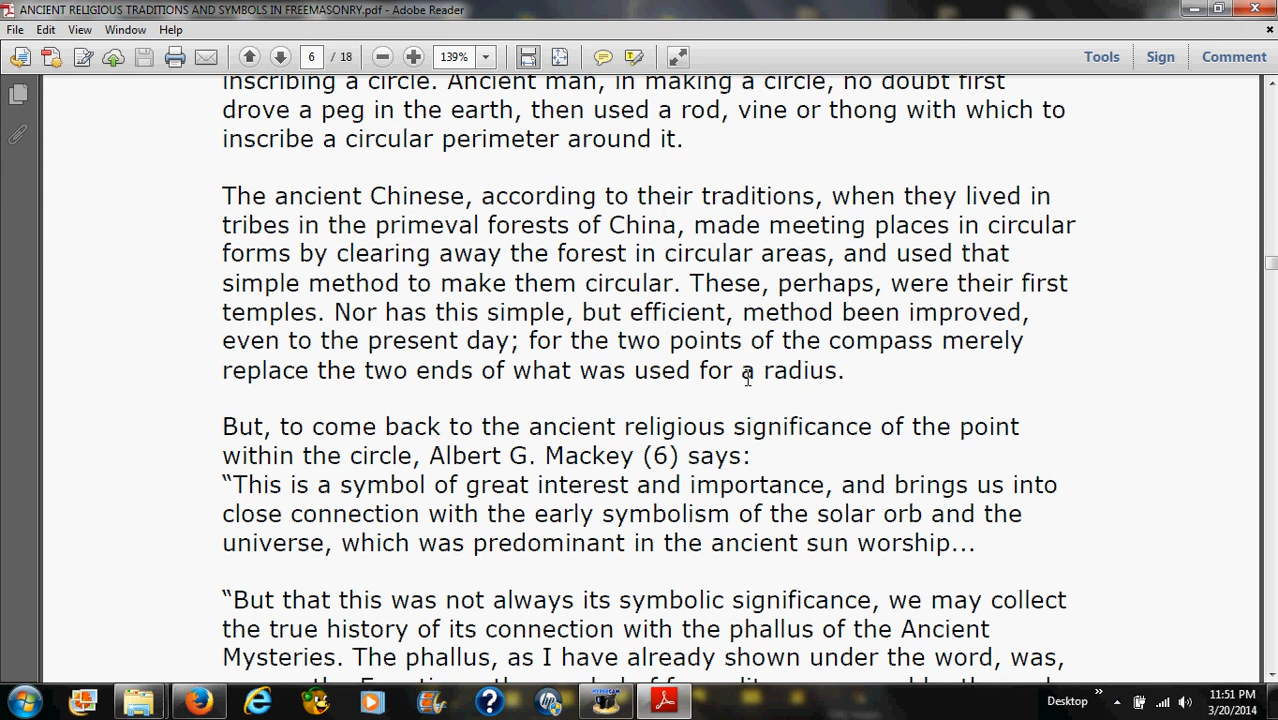 ANCIENT RELIGIOUS TRADITIONS AND SYMBOLS IN FREEMASONRY.pdf - Adobe Reader
File Edit View Window Help
6 / 18 139% Tools Sign Comment
inscribing a circle. Ancient man, in making a circle, no doubt first
drove a peg in the earth, then used a rod, vine or thong with which to
inscribe a circular perimeter around it.
The ancient Chinese, according to their traditions, when they lived in
tribes in the primeval forests of China, made meeting places in circular
forms by clearing away the forest in circular areas, and used that
simple method to make them circular. These, perhaps, were their first
temples. Nor has this simple, but efficient, method been improved,
even to the present day; for the two points of the compass merely
replace the two ends of what was used for a radius.
But, to come back to the ancient religious significance of the point
within the circle, Albert G. Mackey (6) says:
“This is a symbol of great interest and importance, and brings us into
close connection with the early symbolism of the solar orb and the
universe, which was predominant in the ancient sun worship...
“But that this was not always its symbolic significance, we may collect
the true history of its connection with the phallus of the Ancient
Mysteries. The phallus, as I have already shown under the word, was,
Desktop 11:51 PM
3/20/2014